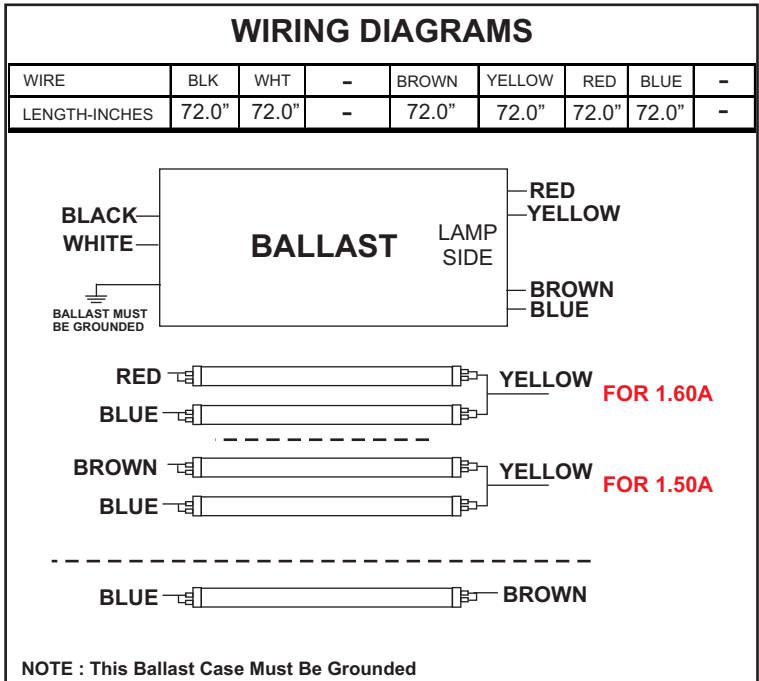 WIRING DIAGRAMS
WIRE BLK WHT - BROWN YELLOW RED BLUE -
LENGTH-INCHES 72.0” 72.0” - 72.0” 72.0” 72.0” 72.0” -
BLACK
WHITE
BALLAST MUST
BE GROUNDED
BALLAST
LAMP
SIDE
RED
YELLOW
BROWN
BLUE
RED
BLUE
YELLOW
FOR 1.60A
BROWN
BLUE
YELLOW
FOR 1.50A
BLUE
BROWN
NOTE : This Ballast Case Must Be Grounded